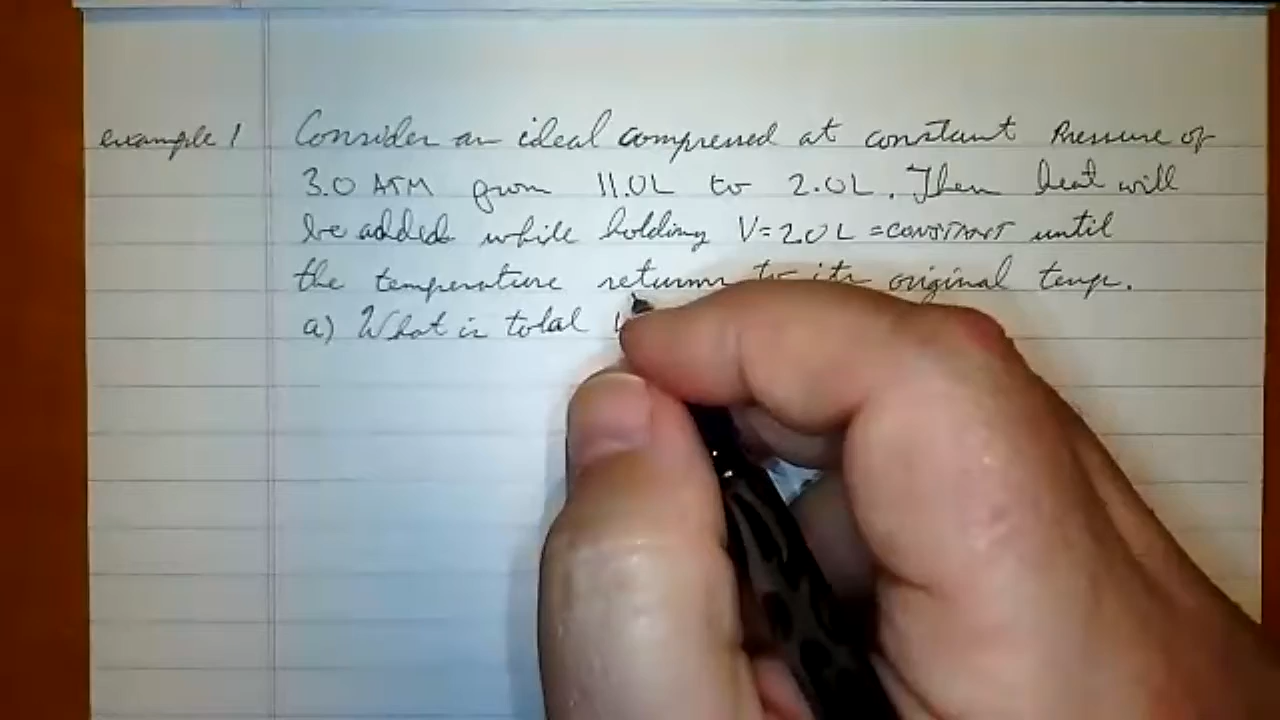 example 1 Consider an ideal compressed at constant Pressure of
3.0 ATM from 11.0L to 2.0L. Then heat will
be added while holding V=2.0L =CONSTANT until
the temperature returns to its original temp.
a) What is total